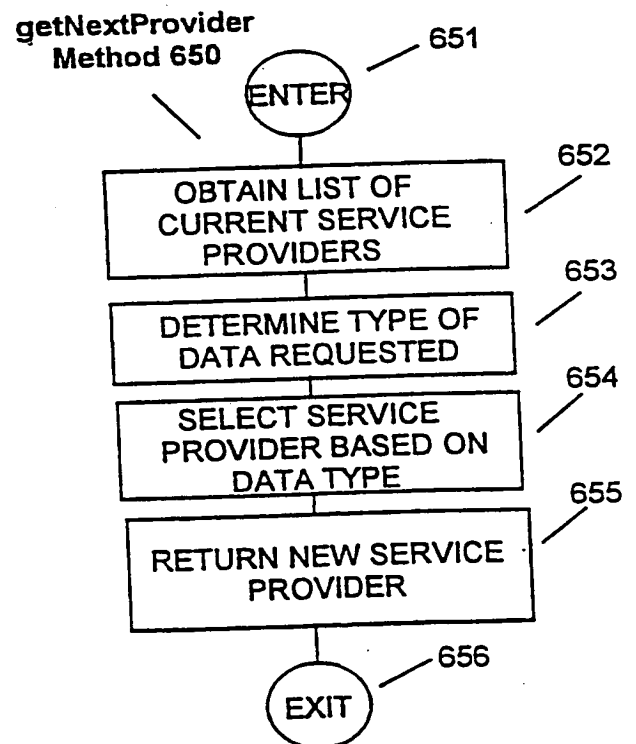 getNextProvider
Method 650
651
ENTER
652
OBTAIN LIST OF
CURRENT SERVICE
PROVIDERS
653
DETERMINE TYPE OF
DATA REQUESTED
654
SELECT SERVICE
PROVIDER BASED ON
DATA TYPE
655
RETURN NEW SERVICE
PROVIDER
656
EXIT